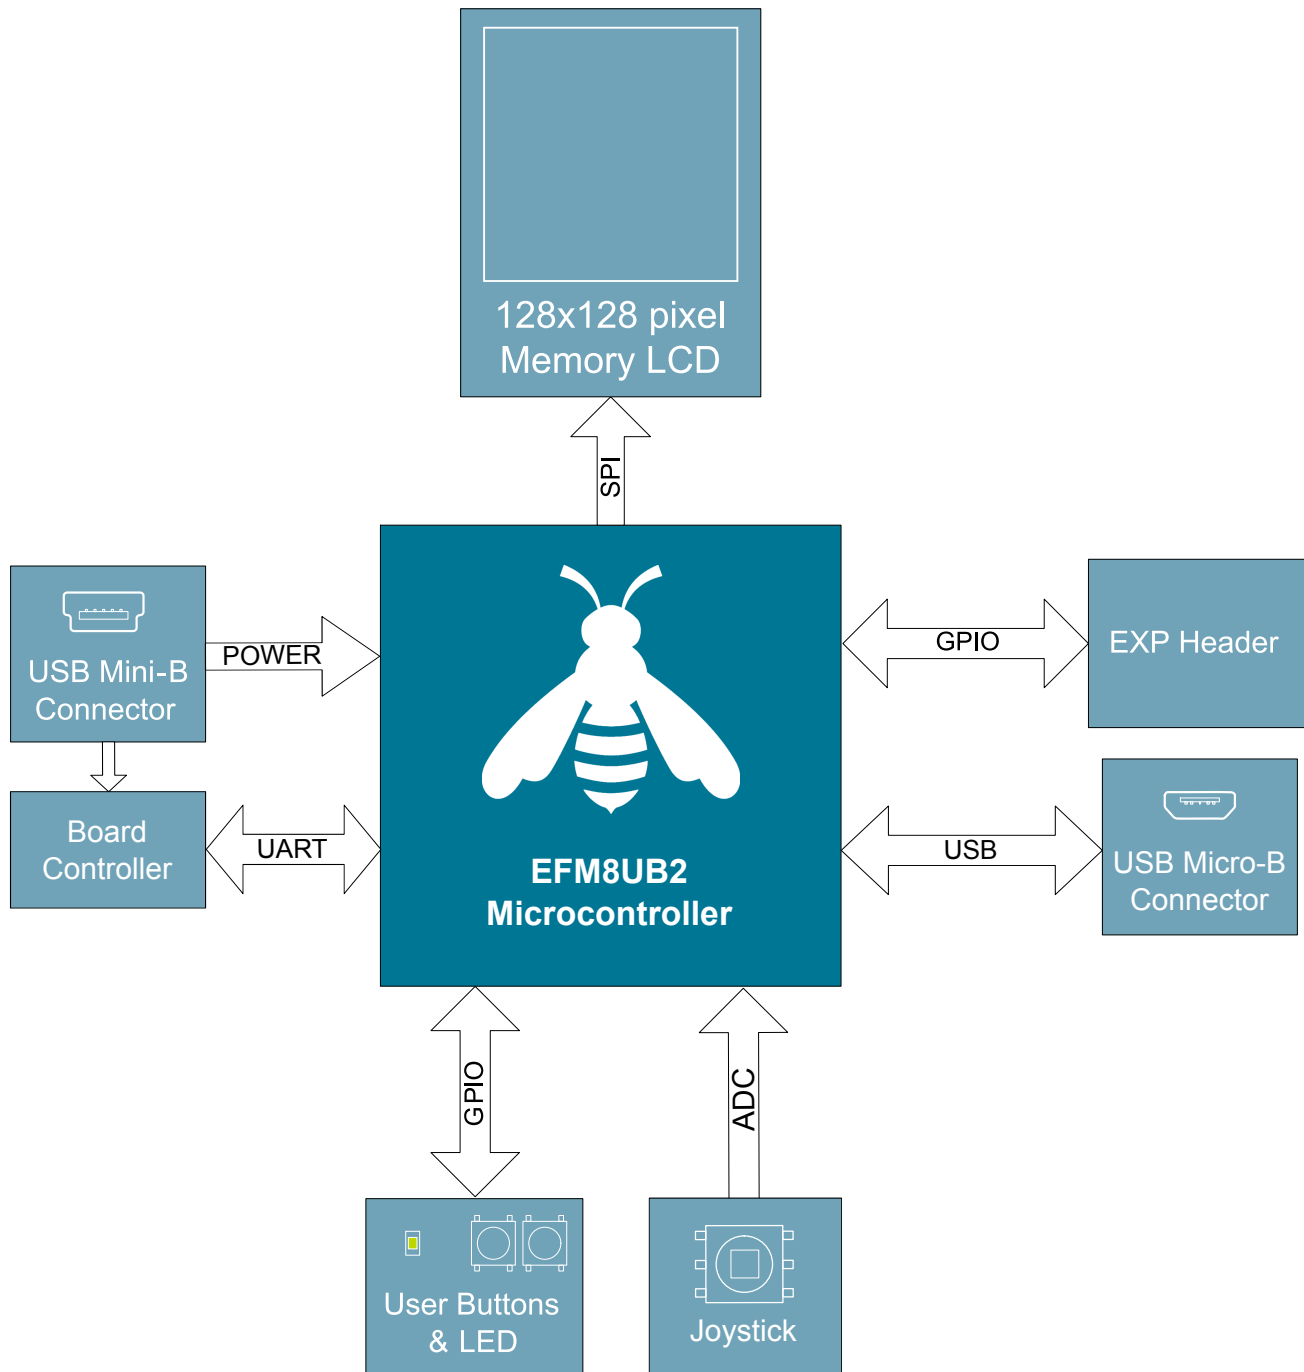 128x128 pixel
Memory LCD
SPI
USB Mini-B
Connector
POWER
GPIO
EXP Header
Board
Controller
UART
EFM8UB2
Microcontroller
USB
USB Micro-B
Connector
GPIO
ADC
User Buttons
& LED
Joystick